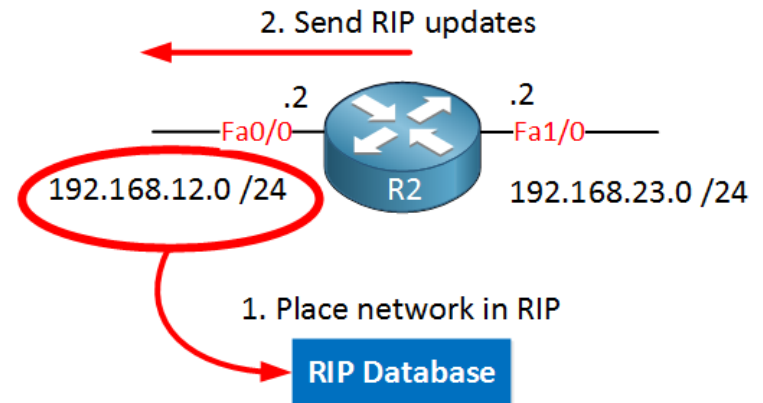 2. Send RIP updates
.2
.2
Fa0/0
Fa1/0
192.168.12.0 /24
R2
192.168.23.0 /24
1. Place network in RIP
RIP Database